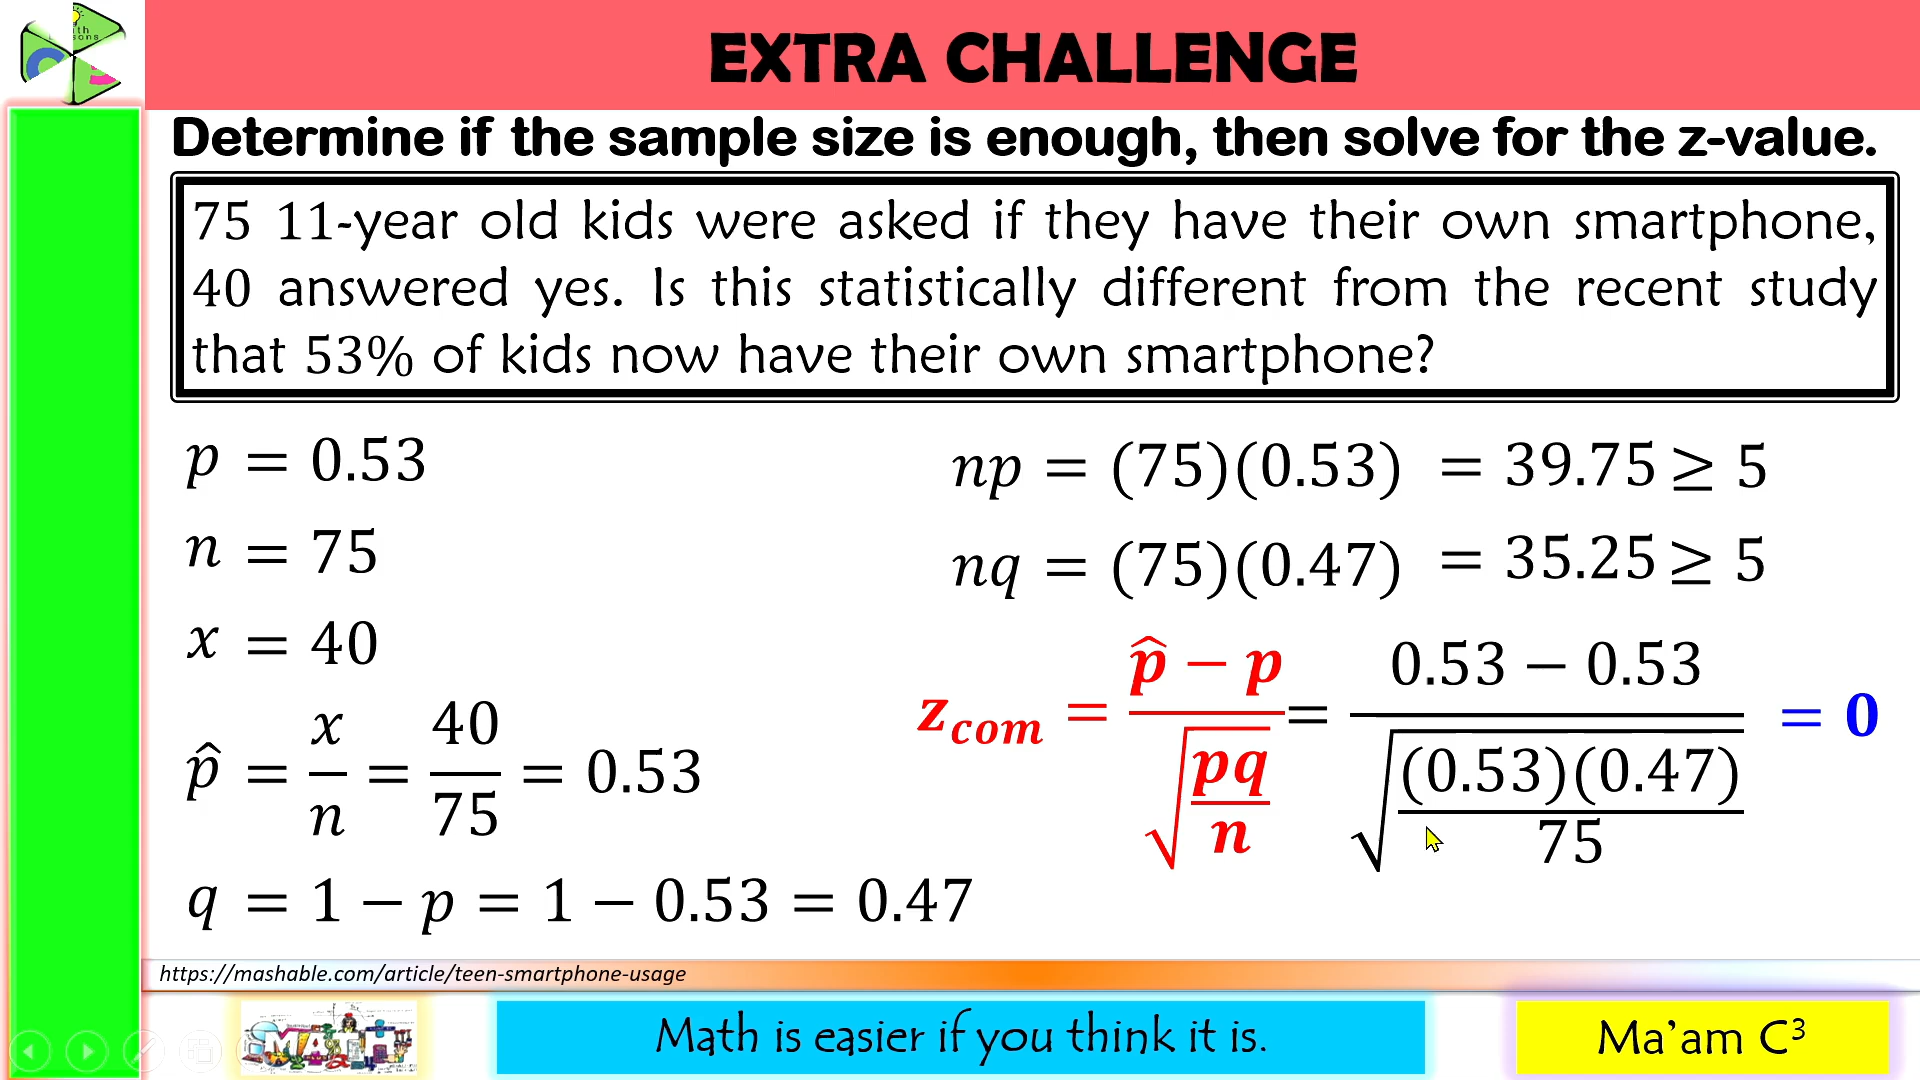 EXTRA CHALLENGE
Determine if the sample size is enough, then solve for the z-value.
75 11-year old kids were asked if they have their own smartphone,
40 answered yes. Is this statistically different from the recent study
that 53% of kids now have their own smartphone?
p = 0.53
n = 75
x = 40
p̂ = x/n = 40/75 = 0.53
q = 1 − p = 1 − 0.53 = 0.47
np = (75)(0.53) = 39.75 ≥ 5
nq = (75)(0.47) = 35.25 ≥ 5
z_com = (p̂ − p)/√(pq/n) = (0.53 − 0.53)/√((0.53)(0.47)/75) = 0
https://mashable.com/article/teen-smartphone-usage
MATH
Math is easier if you think it is.
Ma'am C³